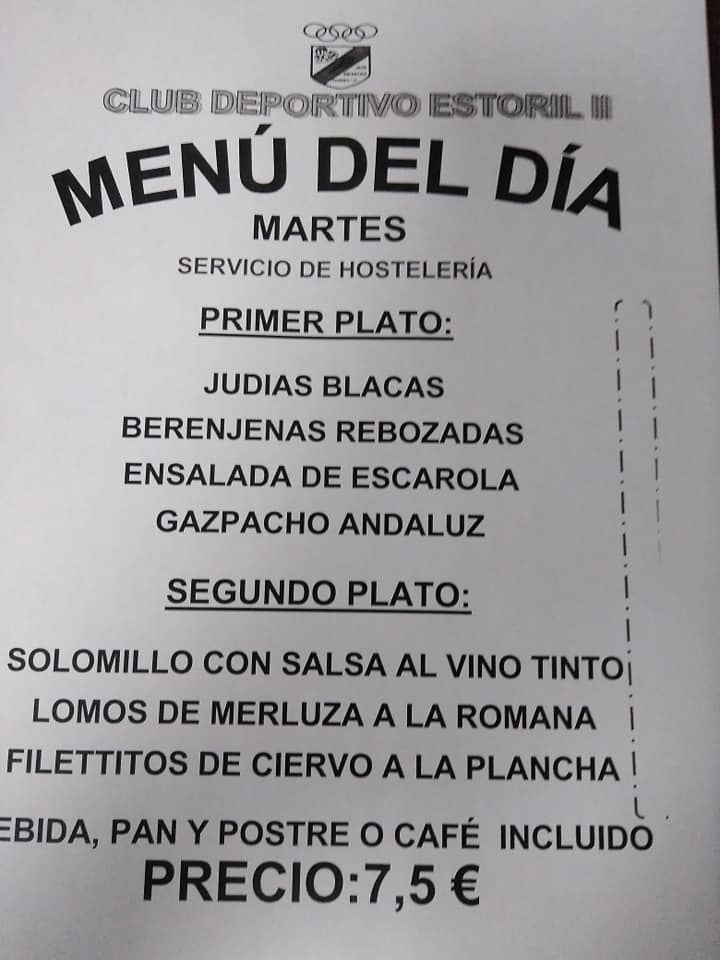 CLUB DEPORTIVO ESTORIL II
MENÚ DEL DÍA
MARTES
SERVICIO DE HOSTELERÍA
PRIMER PLATO:
JUDIAS BLACAS
BERENJENAS REBOZADAS
ENSALADA DE ESCAROLA
GAZPACHO ANDALUZ
SEGUNDO PLATO:
SOLOMILLO CON SALSA AL VINO TINTO
LOMOS DE MERLUZA A LA ROMANA
FILETTITOS DE CIERVO A LA PLANCHA
EBIDA, PAN Y POSTRE O CAFÉ INCLUIDO
PRECIO:7,5 €